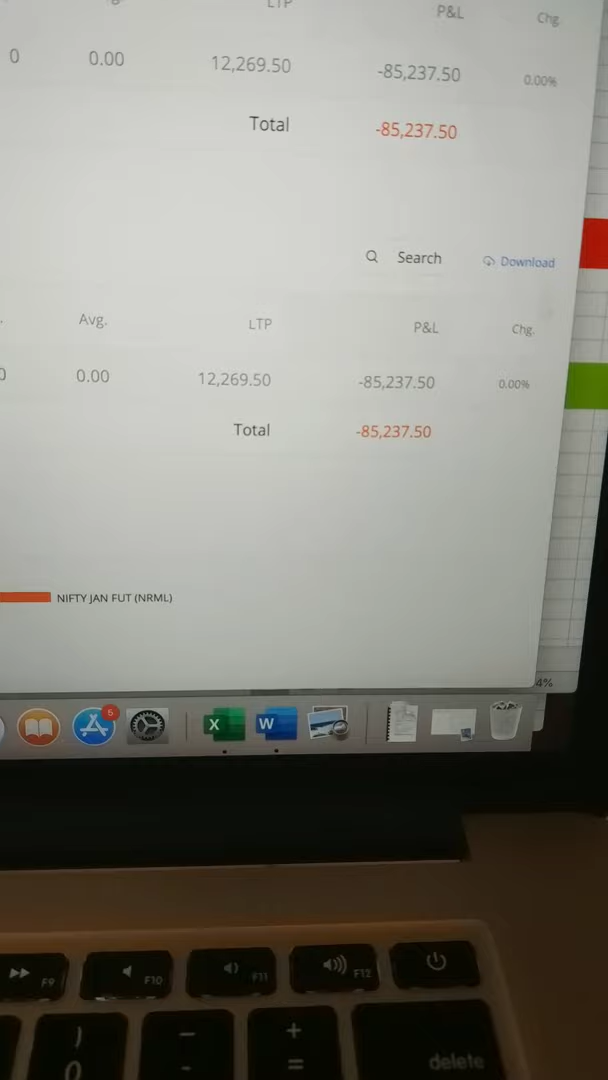 LTP P&L Chg.
0 0.00 12,269.50 -85,237.50 0.00%
Total -85,237.50
Search Download
Avg. LTP P&L Chg.
0.00 12,269.50 -85,237.50 0.00%
Total -85,237.50
NIFTY JAN FUT (NRML)
4%
5
X W
F9 F10 F11 F12
) - +
0 - =
delete